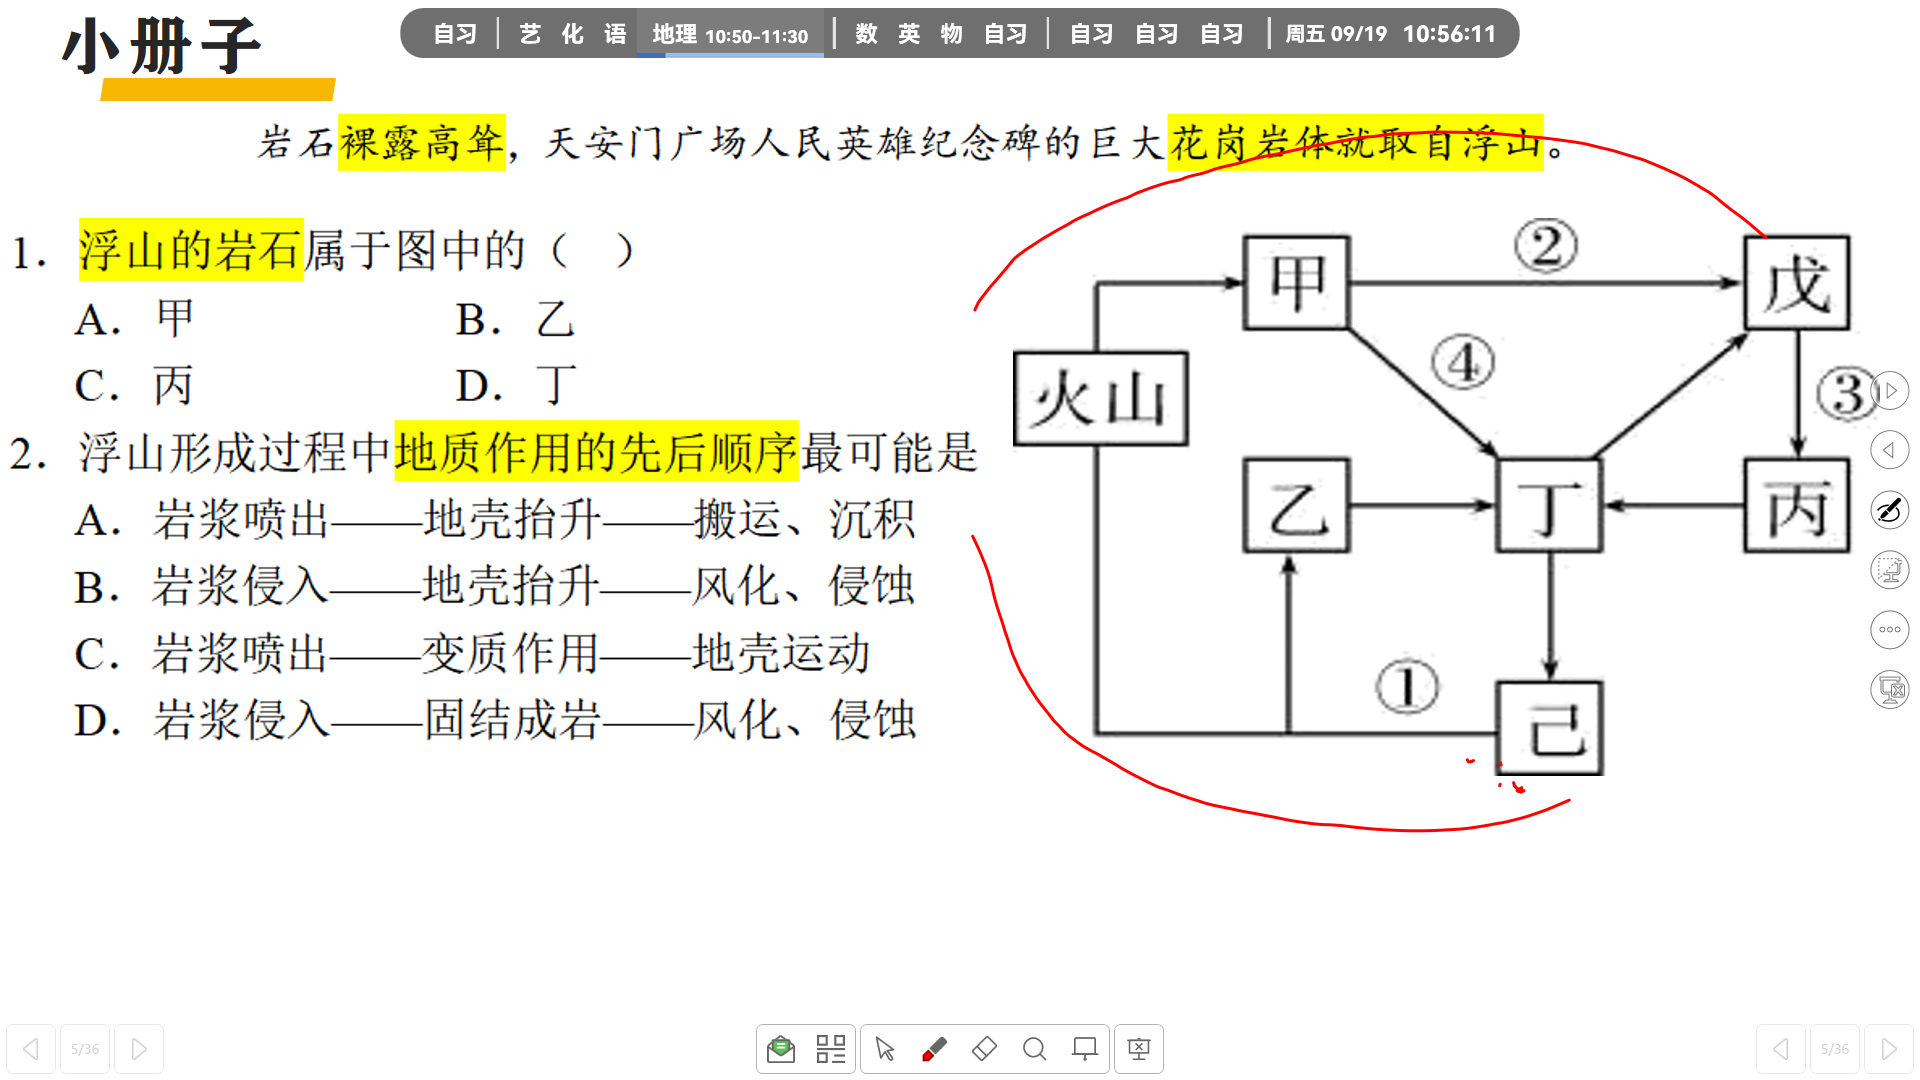 小册子
自习 | 艺 化 语 地理 10:50-11:30 | 数 英 物 自习 | 自习 自习 自习 | 周五 09/19 10:56:11
岩石裸露高耸，天安门广场人民英雄纪念碑的巨大花岗岩体就取自浮山。
1. 浮山的岩石属于图中的（ ）
A. 甲 B. 乙
C. 丙 D. 丁
2. 浮山形成过程中地质作用的先后顺序最可能是
A. 岩浆喷出——地壳抬升——搬运、沉积
B. 岩浆侵入——地壳抬升——风化、侵蚀
C. 岩浆喷出——变质作用——地壳运动
D. 岩浆侵入——固结成岩——风化、侵蚀
甲 ② 戊
④
火山 ③
乙 丁 丙
①
己
5/36 5/36